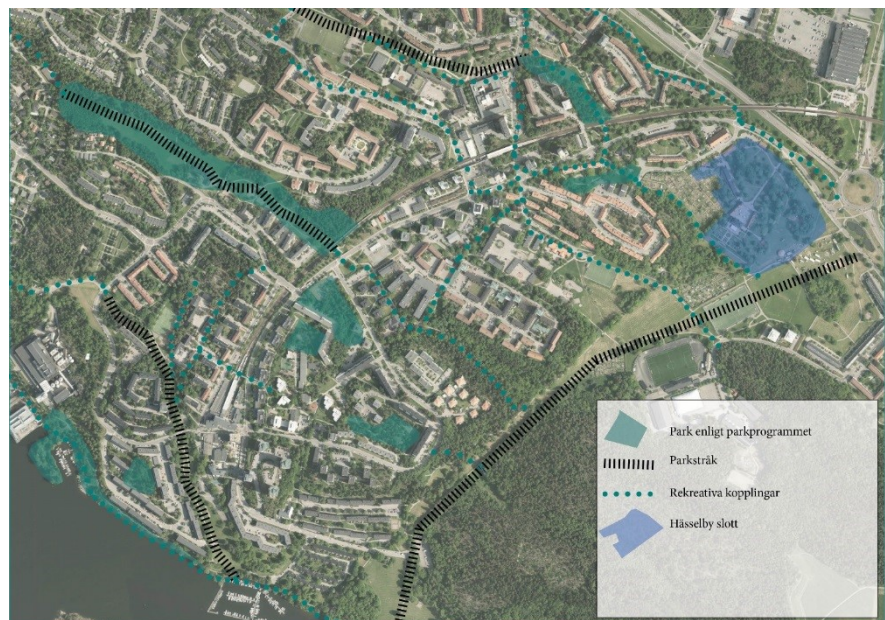 Park enligt parkprogrammet
Parkstråk
Rekreativa kopplingar
Hässelby slott